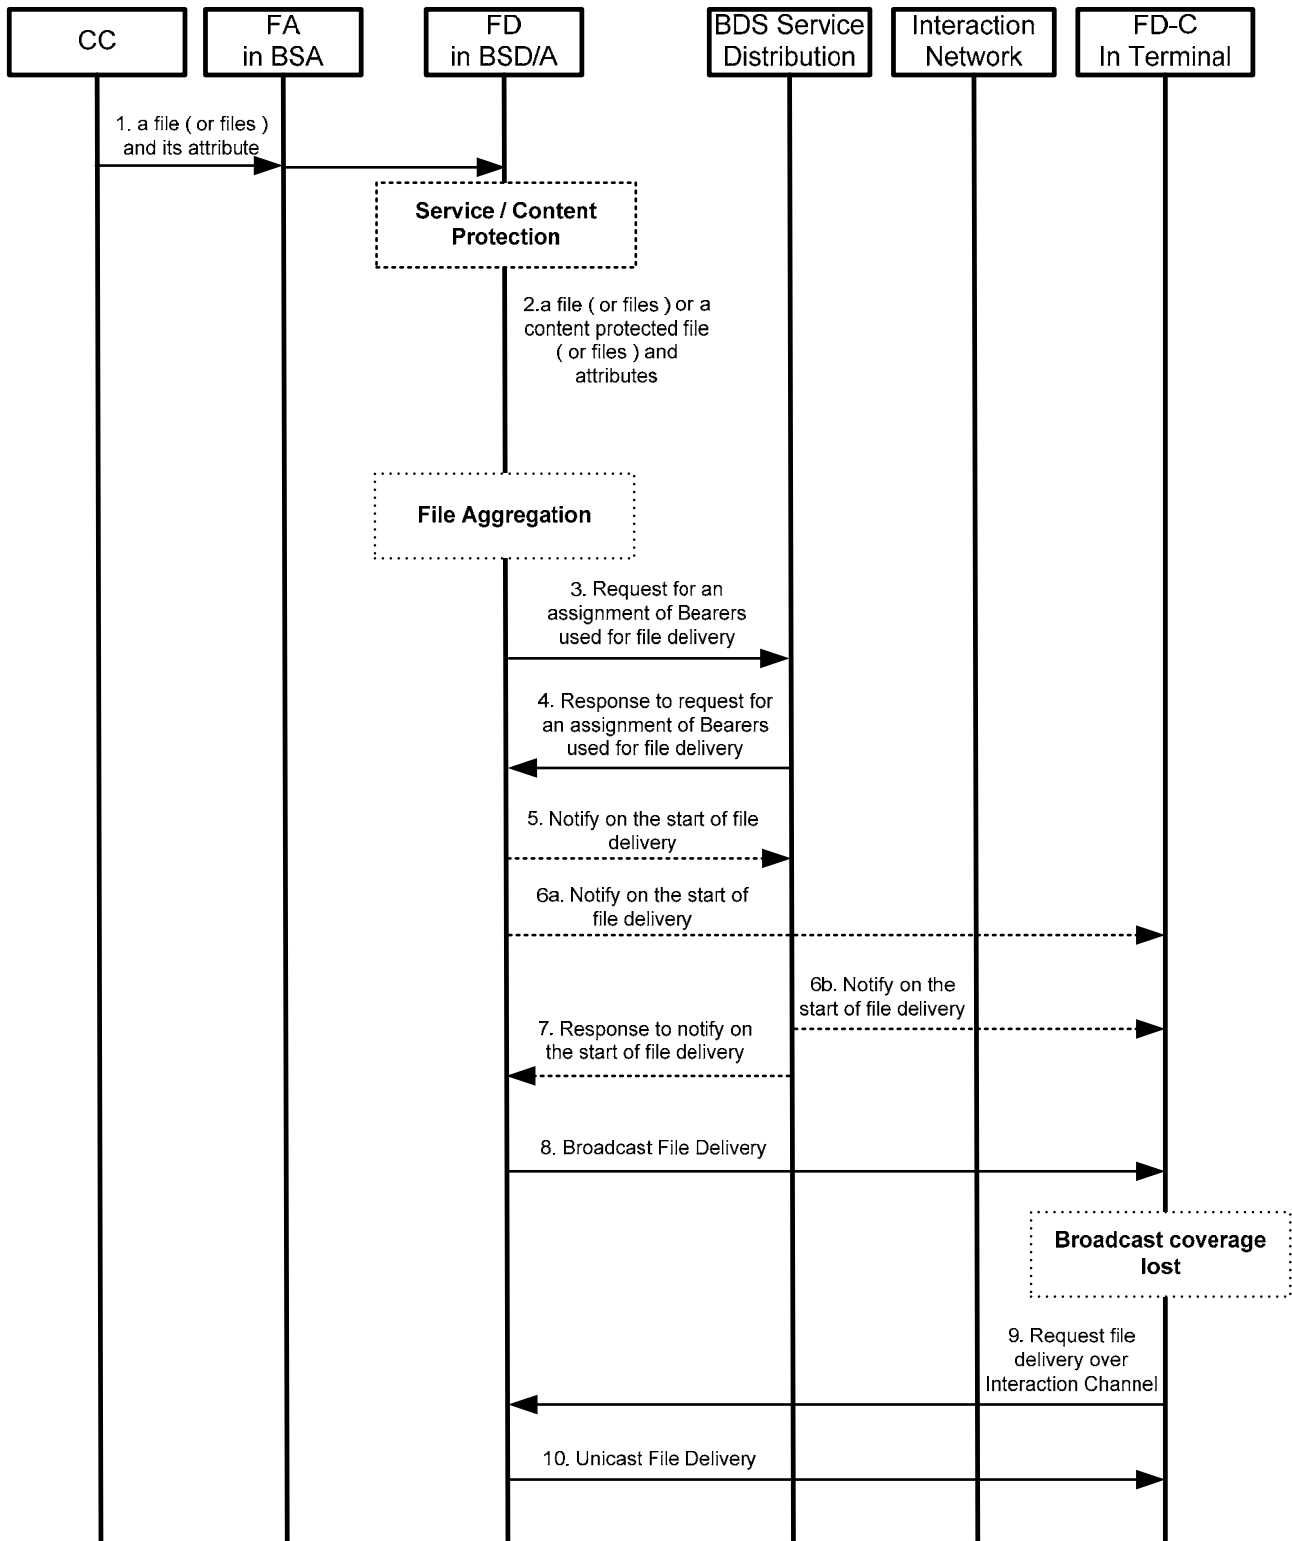 CC
FA
in BSA
FD
in BSD/A
BDS Service
Distribution
Interaction
Network
FD-C
In Terminal
1. a file ( or files )
and its attribute
Service / Content
Protection
2.a file ( or files ) or a
content protected file
( or files ) and
attributes
File Aggregation
3. Request for an
assignment of Bearers
used for file delivery
4. Response to request for
an assignment of Bearers
used for file delivery
5. Notify on the start of file
delivery
6a. Notify on the start of
file delivery
6b. Notify on the
start of file delivery
7. Response to notify on
the start of file delivery
8. Broadcast File Delivery
Broadcast coverage
lost
9. Request file
delivery over
Interaction Channel
10. Unicast File Delivery